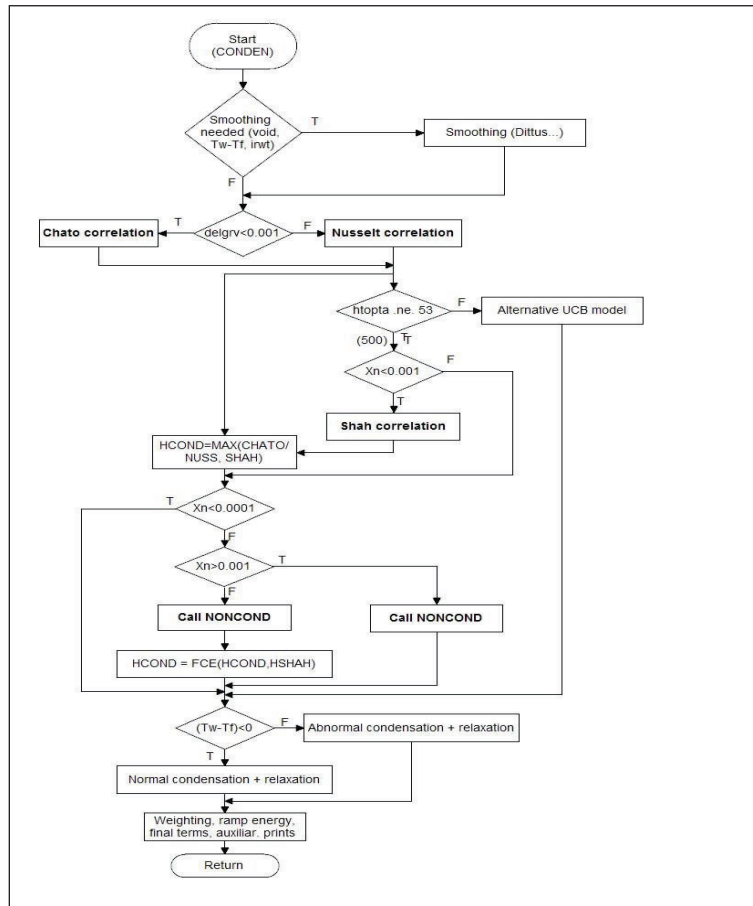 Start
(CONDEN)
Smoothing
needed (void,
Tw-Tf, irwt)
T
Smoothing (Dittus...)
F
Chato correlation
T
delgrv<0.001
F
Nusselt correlation
htopta .ne. 53
F
Alternative UCB model
(500)
T
T
Xn<0.001
F
T
Shah correlation
HCOND=MAX(CHATO/
NUSS, SHAH)
T
Xn<0.0001
F
Xn>0.001
T
F
Call NONCOND
Call NONCOND
HCOND = FCE(HCOND,HSHAH)
(Tw-Tf)<0
F
Abnormal condensation + relaxation
T
Normal condensation + relaxation
Weighting, ramp energy,
final terms, auxiliar. prints
Return